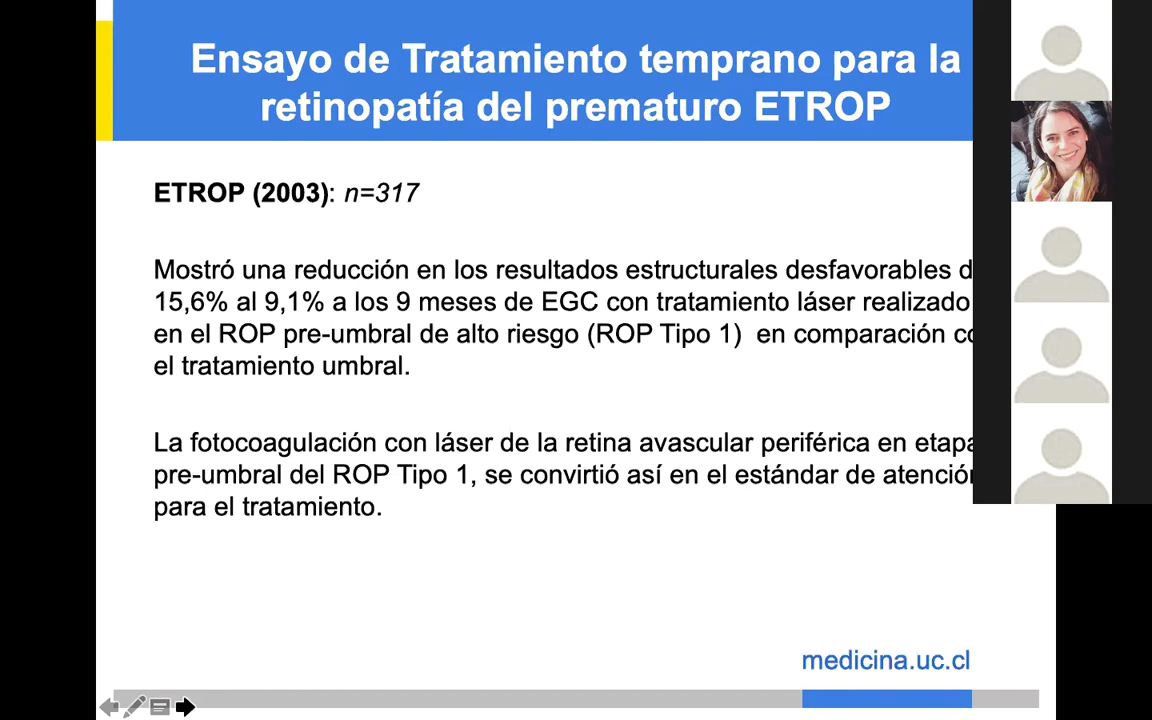 Ensayo de Tratamiento temprano para la
retinopatía del prematuro ETROP
ETROP (2003): n=317
Mostró una reducción en los resultados estructurales desfavorables
15,6% al 9,1% a los 9 meses de EGC con tratamiento láser realizado
en el ROP pre-umbral de alto riesgo (ROP Tipo 1) en comparación
el tratamiento umbral.
La fotocoagulación con láser de la retina avascular periférica en etapa
pre-umbral del ROP Tipo 1, se convirtió así en el estándar de atención
para el tratamiento.
medicina.uc.cl